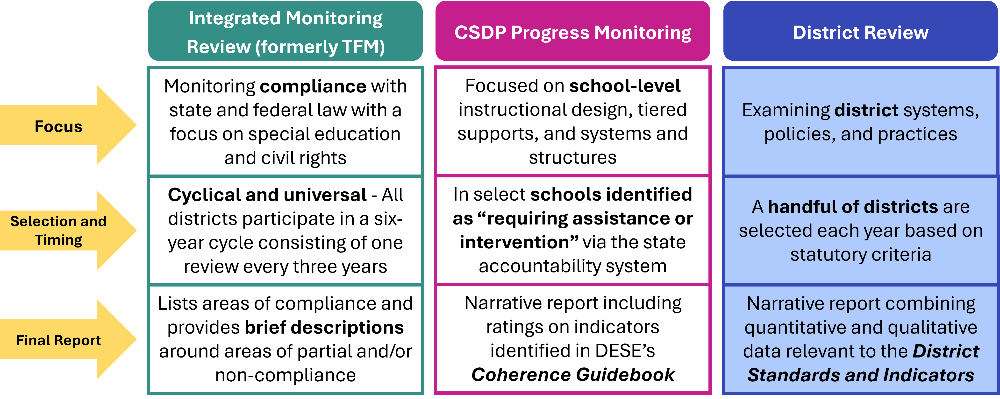 Integrated Monitoring
Review (formerly TFM)
CSDP Progress Monitoring
District Review
Focus
Monitoring compliance with
state and federal law with a
focus on special education
and civil rights
Focused on school-level
instructional design, tiered
supports, and systems and
structures
Examining district systems,
policies, and practices
Selection and
Timing
Cyclical and universal - All
districts participate in a six-
year cycle consisting of one
review every three years
In select schools identified
as “requiring assistance or
intervention” via the state
accountability system
A handful of districts are
selected each year based on
statutory criteria
Final Report
Lists areas of compliance and
provides brief descriptions
around areas of partial and/or
non-compliance
Narrative report including
ratings on indicators
identified in DESE’s
Coherence Guidebook
Narrative report combining
quantitative and qualitative
data relevant to the District
Standards and Indicators